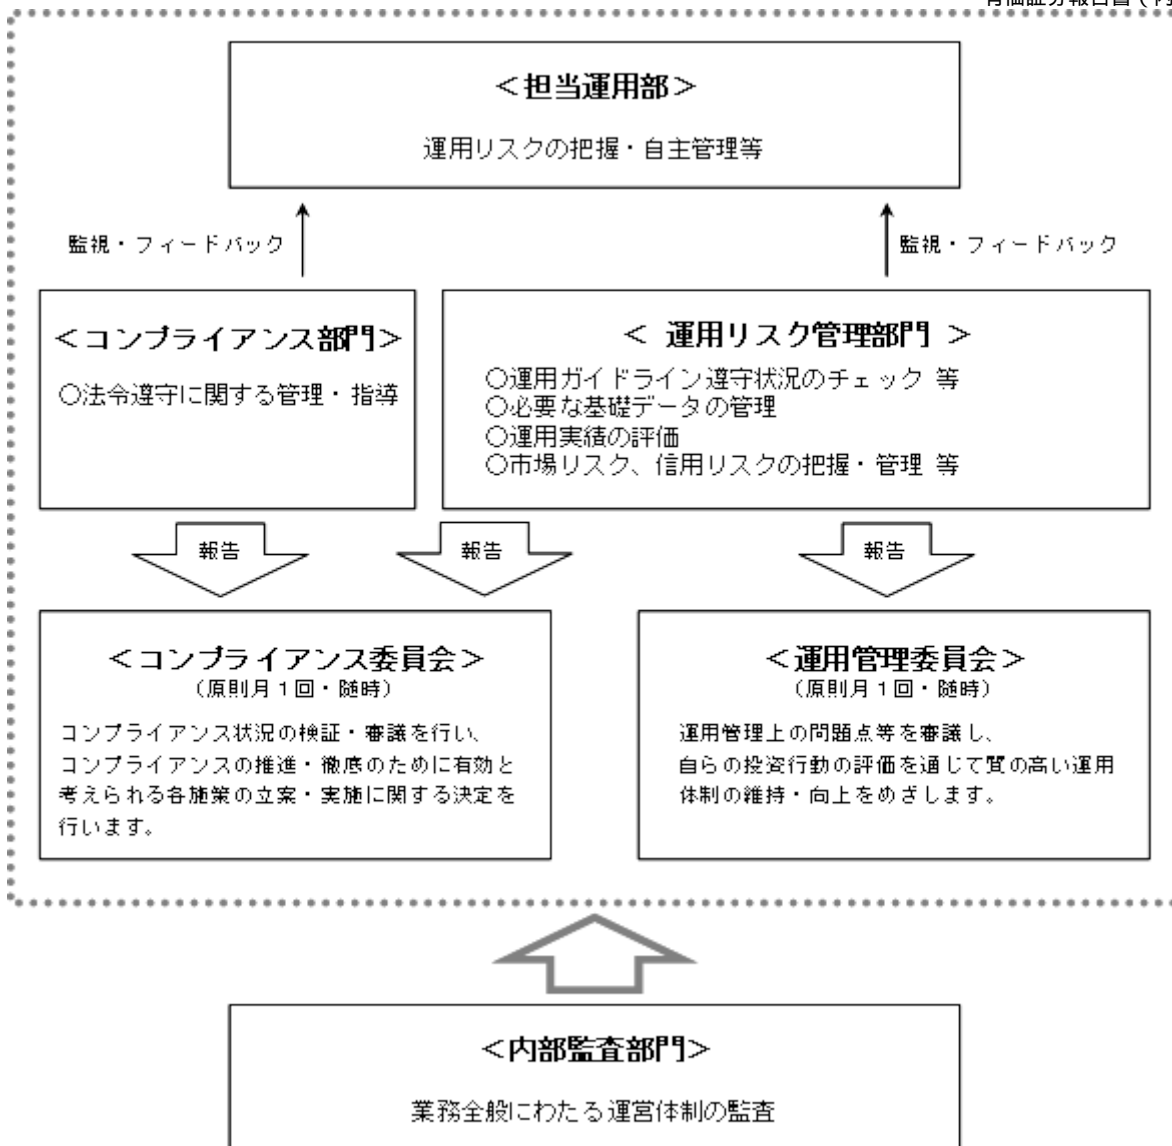 ＜担当運用部＞
運用リスクの把握・自主管理等
監視・フィードバック
監視・フィードバック
＜コンプライアンス部門＞
○法令遵守に関する管理・指導
＜ 運用リスク管理部門 ＞
○運用ガイドライン遵守状況のチェック 等
○必要な基礎データの管理
○運用実績の評価
○市場リスク、信用リスクの把握・管理 等
報告
報告
報告
＜コンプライアンス委員会＞
（原則月１回・随時）
コンプライアンス状況の検証・審議を行い、
コンプライアンスの推進・徹底のために有効と
考えられる各施策の立案・実施に関する決定を
行います。
＜運用管理委員会＞
（原則月１回・随時）
運用管理上の問題点等を審議し、
自らの投資行動の評価を通じて質の高い運用
体制の維持・向上をめざします。
＜内部監査部門＞
業務全般にわたる運営体制の監査